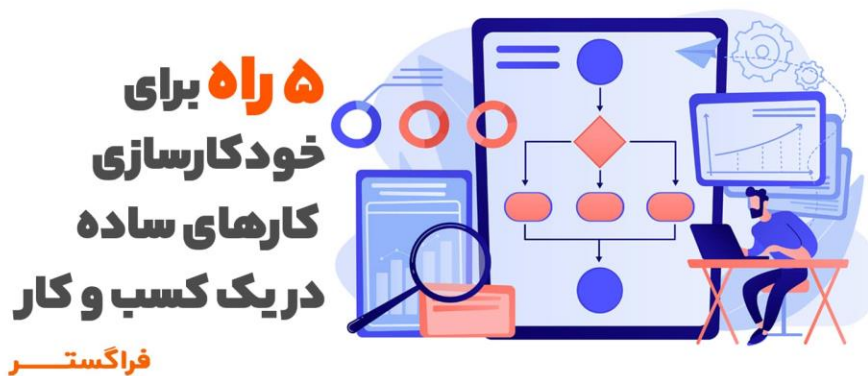 ۵ راه برای
خودکارسازی
کارهای ساده
در یک کسب و کار
فراگستر